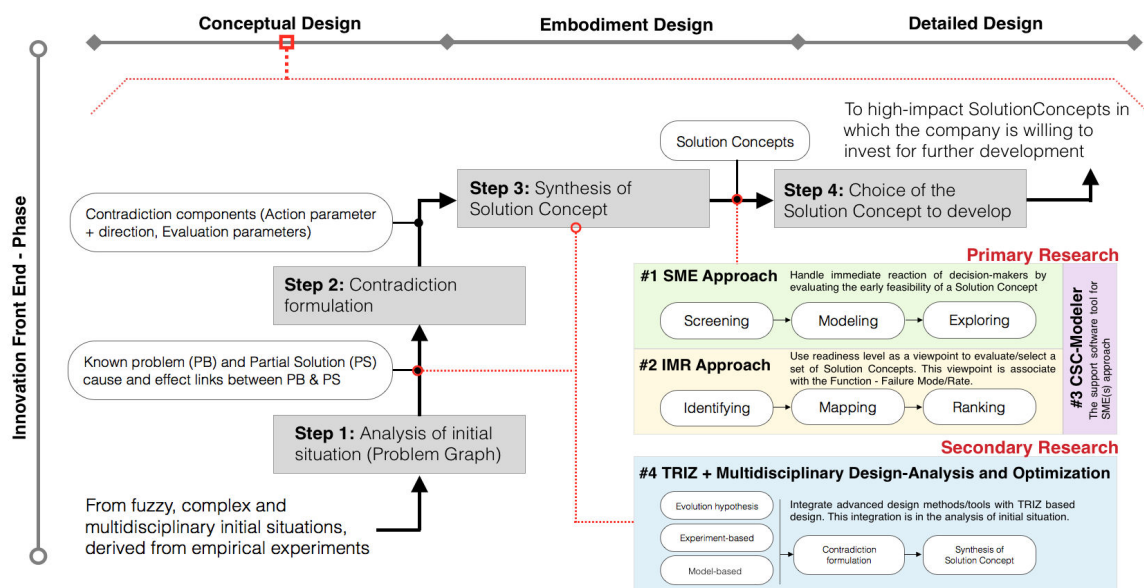 Conceptual Design
Embodiment Design
Detailed Design
Innovation Front End - Phase
To high-impact SolutionConcepts in
which the company is willing to
invest for further development
Solution Concepts
Step 3: Synthesis of
Solution Concept
Step 4: Choice of the
Solution Concept to develop
Contradiction components (Action parameter
+ direction, Evaluation parameters)
Step 2: Contradiction
formulation
Known problem (PB) and Partial Solution (PS)
cause and effect links between PB & PS
Step 1: Analysis of initial
situation (Problem Graph)
From fuzzy, complex and
multidisciplinary initial situations,
derived from empirical experiments
Primary Research
#1 SME Approach
Handle immediate reaction of decision-makers by
evaluating the early feasibility of a Solution Concept
Screening
Modeling
Exploring
#2 IMR Approach
Use readiness level as a viewpoint to evaluate/select a
set of Solution Concepts. This viewpoint is associate
with the Function - Failure Mode/Rate.
Identifying
Mapping
Ranking
#3 CSC-Modeler
The support software tool for
SME(s) approach
Secondary Research
#4 TRIZ + Multidisciplinary Design-Analysis and Optimization
Evolution hypothesis
Experiment-based
Model-based
Integrate advanced design methods/tools with TRIZ based
design. This integration is in the analysis of initial situation.
Contradiction
formulation
Synthesis of
Solution Concept